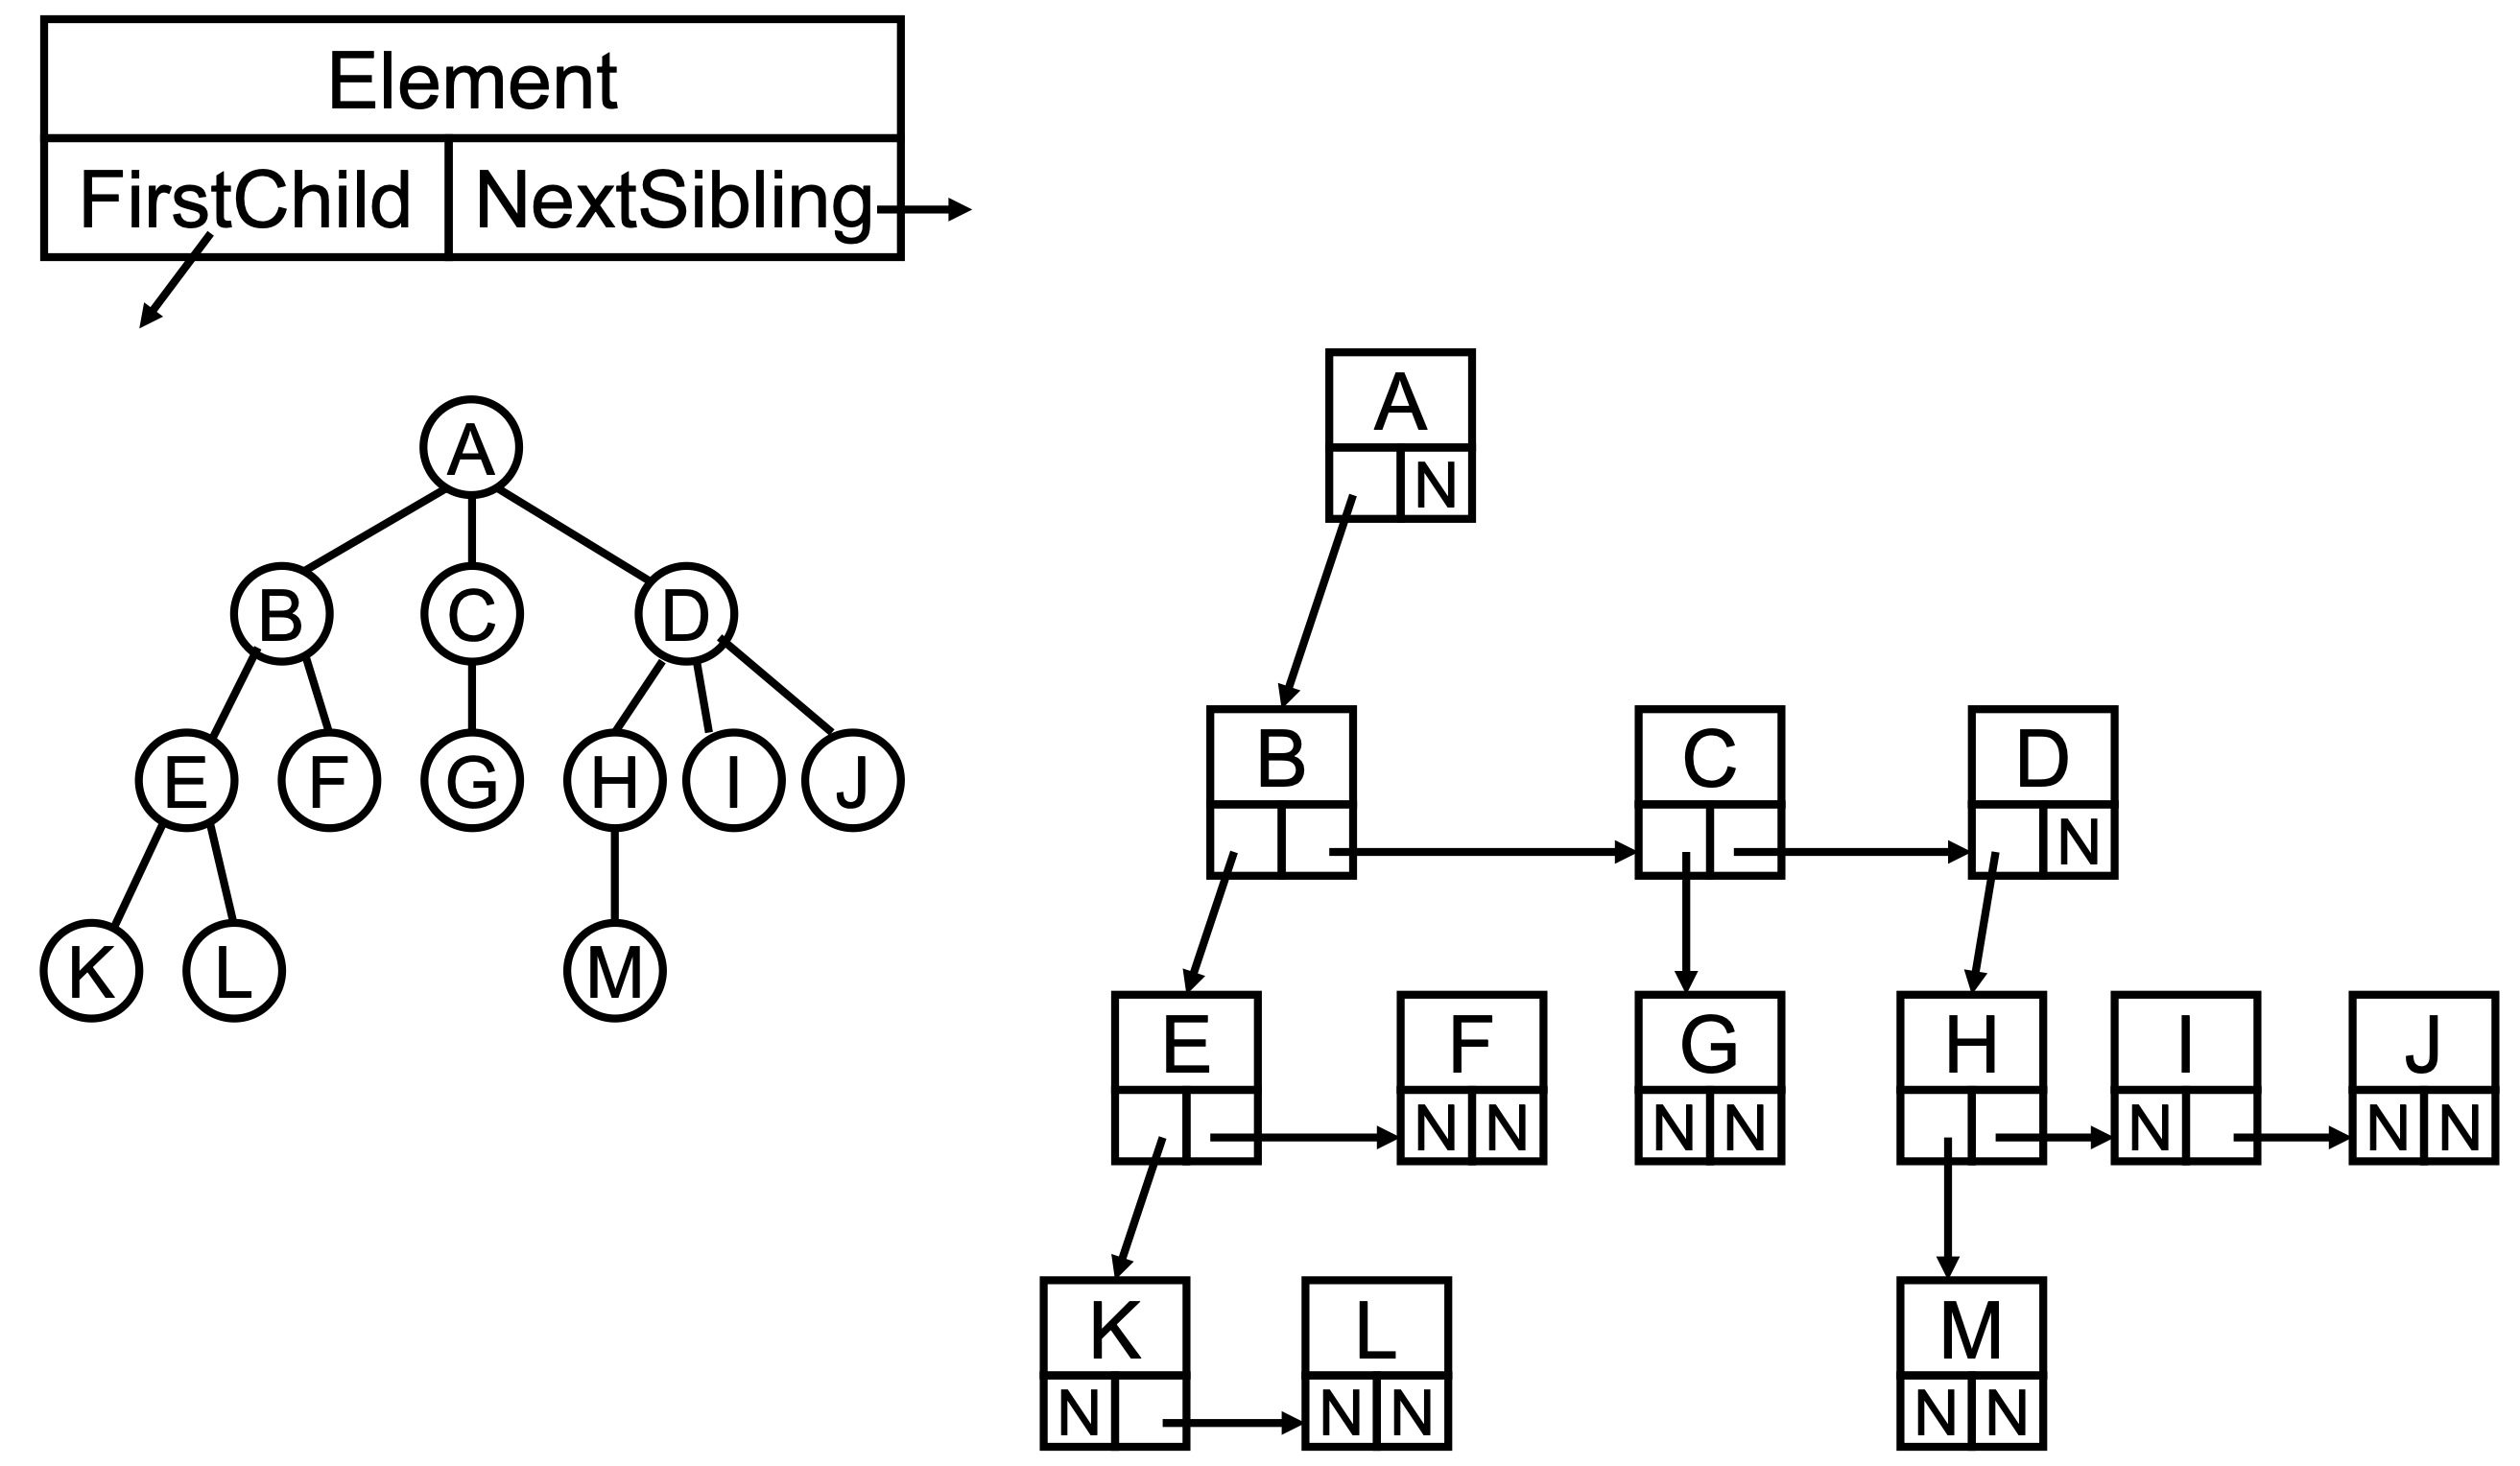 Element
FirstChild NextSibling
A
B C D
E F G H I J
K L M
A
N
B C D
N
E F G H I J
N N N N N N N
K L M
N N N N N